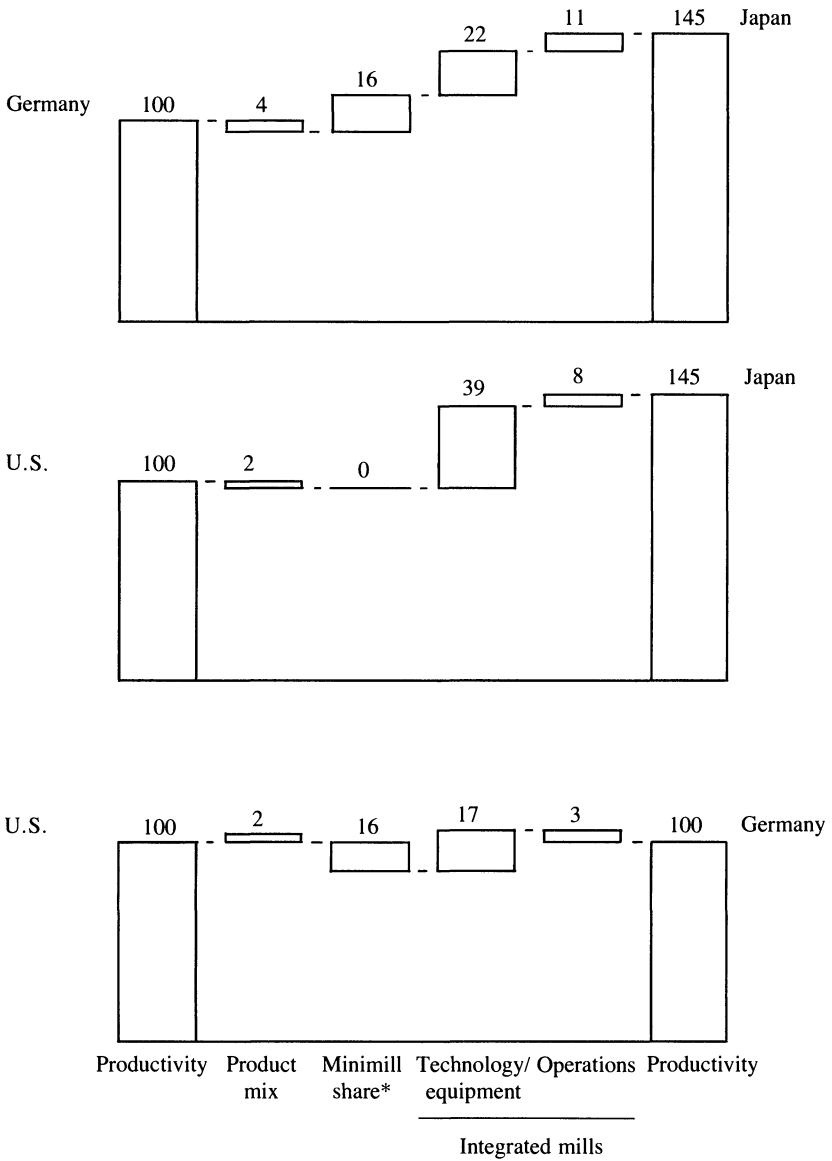 Japan
11
145
22
16
Germany
100
4
8
145
Japan
39
U.S.
100
2
0
U.S.
100
2
16
17
3
100
Germany
Productivity
Product
mix
Minimill
share*
Technology/
equipment
Operations
Productivity
Integrated mills